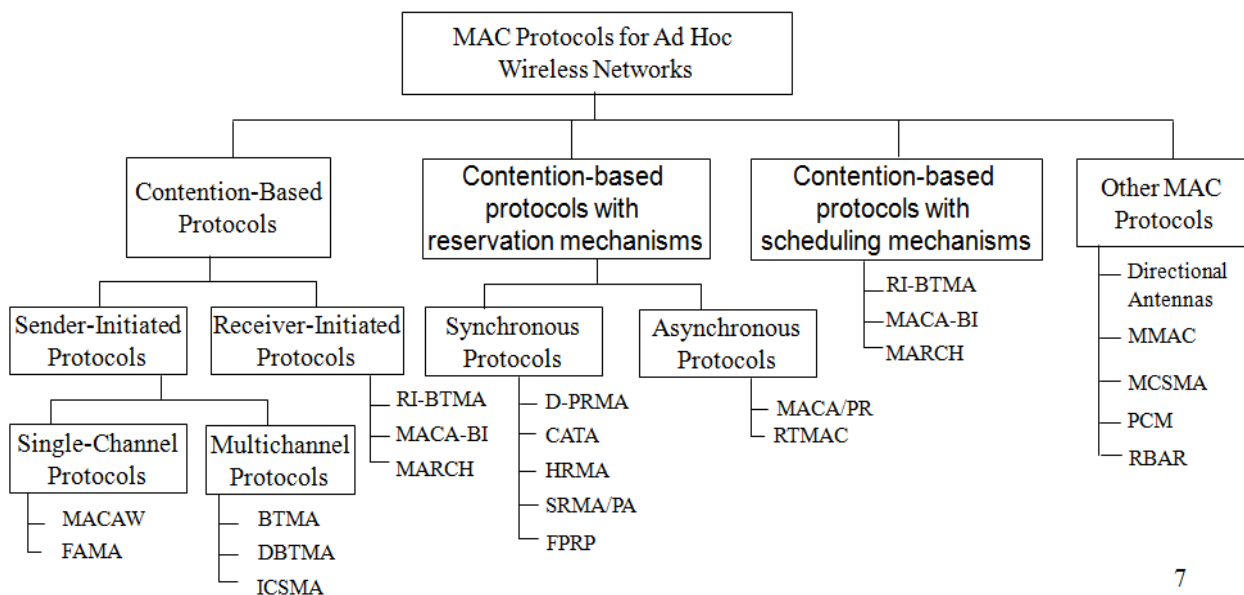 MAC Protocols for Ad Hoc
Wireless Networks
Contention-Based
Protocols
Contention-based
protocols with
reservation mechanisms
Contention-based
protocols with
scheduling mechanisms
Other MAC
Protocols
Sender-Initiated
Protocols
Receiver-Initiated
Protocols
Synchronous
Protocols
Asynchronous
Protocols
RI-BTMA
MACA-BI
MARCH
Directional
Antennas
MMAC
MCSMA
PCM
RBAR
Single-Channel
Protocols
Multichannel
Protocols
RI-BTMA
MACA-BI
MARCH
D-PRMA
CATA
HRMA
SRMA/PA
FPRP
MACA/PR
RTMAC
MACAW
FAMA
BTMA
DBTMA
ICSMA
7